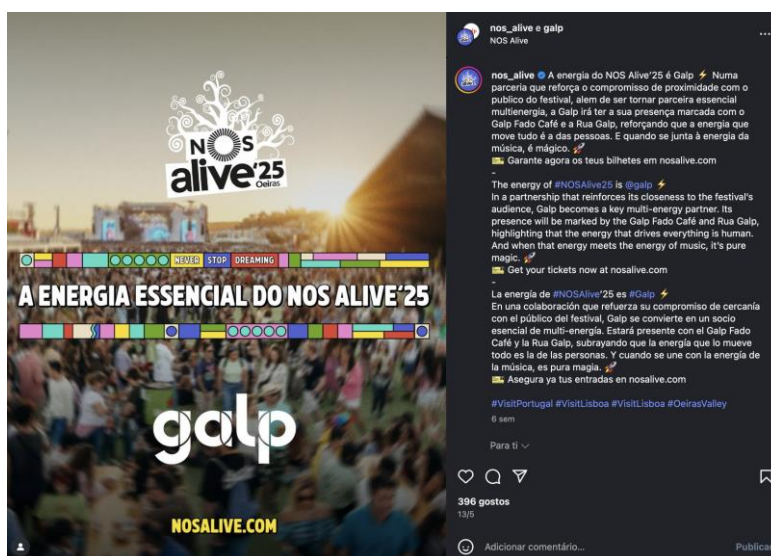 NOS
alive'25
Oeiras
NEVER STOP DREAMING
A ENERGIA ESSENCIAL DO NOS ALIVE'25
galp
NOSALIVE.COM
nos_alive e galp
NOS Alive
nos_alive A energia do NOS Alive'25 é Galp ⚡ Numa
parceria que reforça o compromisso de proximidade com o
publico do festival, alem de ser tornar parceira essencial
multienergia, a Galp irá ter a sua presença marcada com o
Galp Fado Café e a Rua Galp, reforçando que a energia que
move tudo é a das pessoas. E quando se junta à energia da
música, é mágico. 🚀
🎫 Garante agora os teus bilhetes em nosalive.com
-
The energy of #NOSAlive25 is @galp ⚡
In a partnership that reinforces its closeness to the festival's
audience, Galp becomes a key multi-energy partner. Its
presence will be marked by the Galp Fado Café and Rua Galp,
highlighting that the energy that drives everything is human.
And when that energy meets the energy of music, it's pure
magic. 🚀
🎫 Get your tickets now at nosalive.com
-
La energía de #NOSAlive'25 es #Galp ⚡
En una colaboración que refuerza su compromiso de cercanía
con el público del festival, Galp se convierte en un socio
esencial de multi-energía. Estará presente con el Galp Fado
Café y la Rua Galp, subrayando que la energía que lo mueve
todo es la de las personas. Y cuando se une con la energía de
la música, es pura magia. 🚀
🎫 Asegura ya tus entradas en nosalive.com
#VisitPortugal #VisitLisboa #VisitLisboa #OeirasValley
6 sem
Para ti
396 gostos
13/5
Adicionar comentário... Publicar